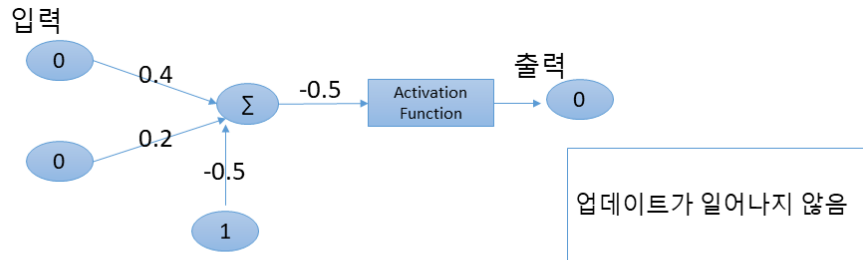 입력
0
0.4
0
0.2
-0.5
1
Σ
-0.5
Activation
Function
출력
0
업데이트가 일어나지 않음